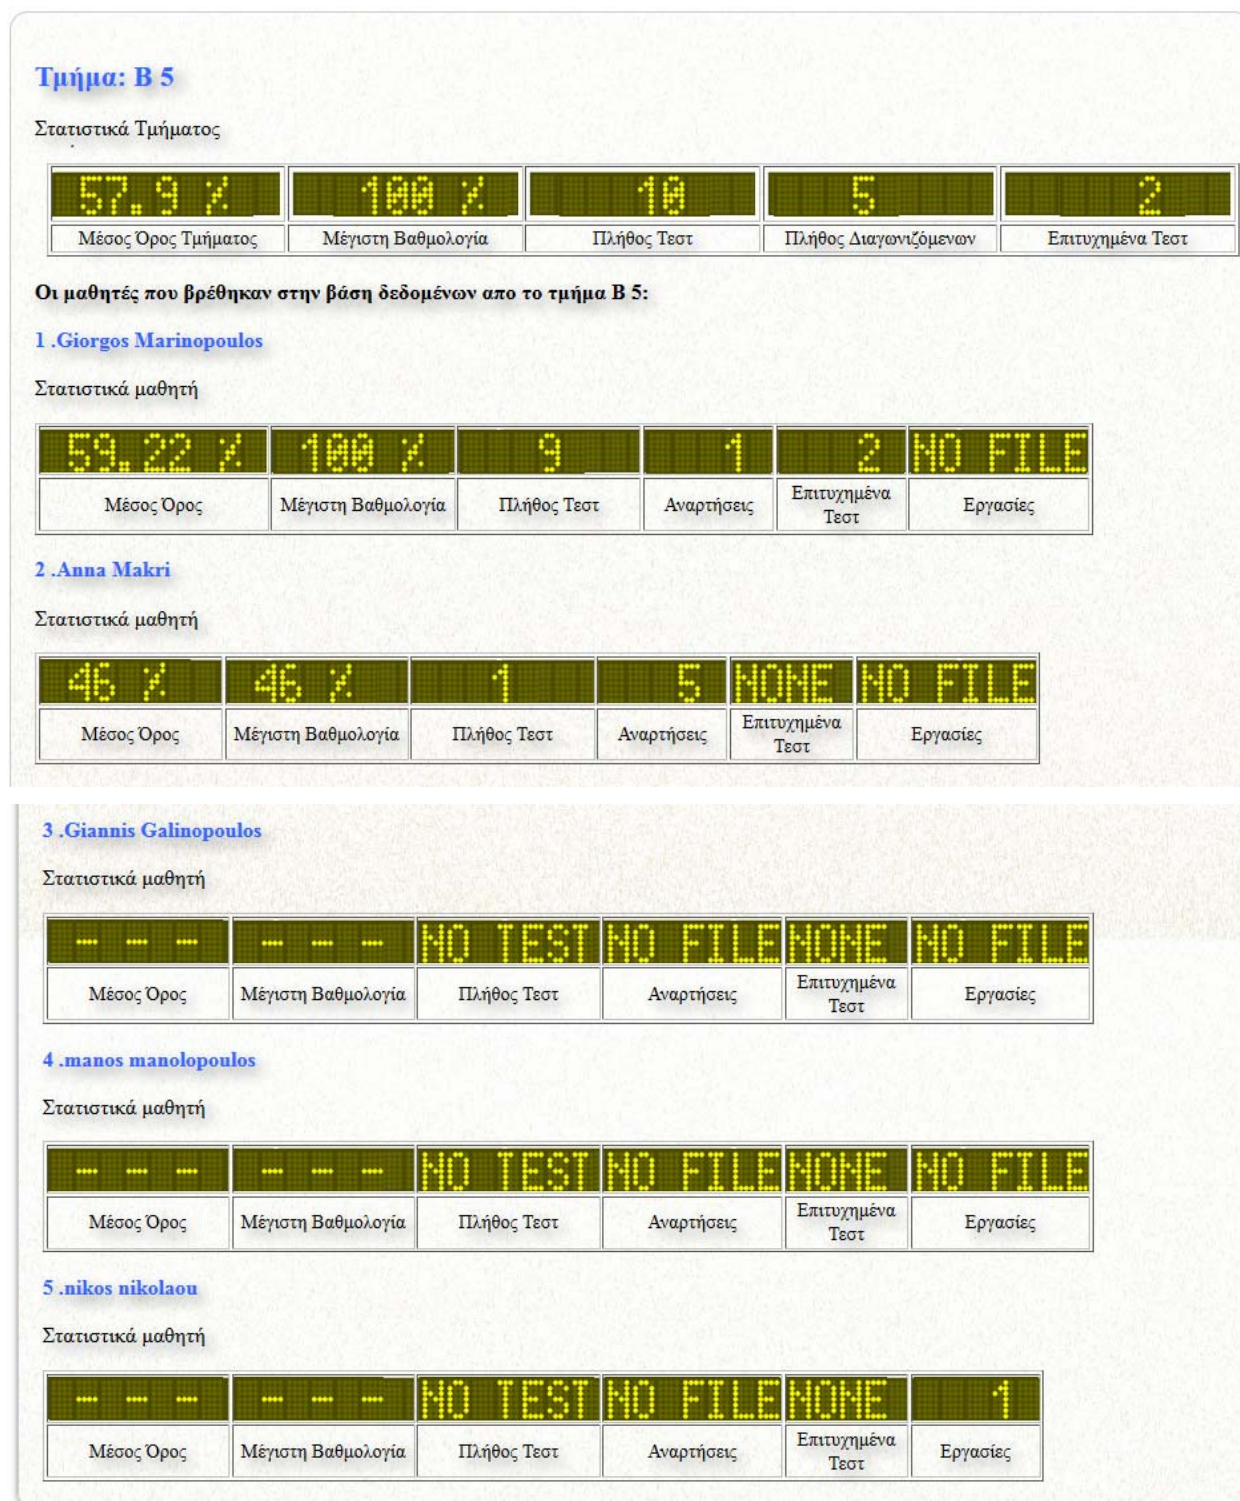 Τμήμα: Β 5
Στατιστικά Τμήματος
57.9 % 100 % 10 5 2
Μέσος Όρος Τμήματος Μέγιστη Βαθμολογία Πλήθος Τεστ Πλήθος Διαγωνιζόμενων Επιτυχημένα Τεστ
Οι μαθητές που βρέθηκαν στην βάση δεδομένων απο το τμήμα Β 5:
1 .Giorgos Marinopoulos
Στατιστικά μαθητή
59.22 % 100 % 9 1 2 NO FILE
Μέσος Όρος Μέγιστη Βαθμολογία Πλήθος Τεστ Αναρτήσεις Επιτυχημένα Τεστ Εργασίες
2 .Anna Makri
Στατιστικά μαθητή
46 % 46 % 1 5 NONE NO FILE
Μέσος Όρος Μέγιστη Βαθμολογία Πλήθος Τεστ Αναρτήσεις Επιτυχημένα Τεστ Εργασίες
3 .Giannis Galinopoulos
Στατιστικά μαθητή
--- --- NO TEST NO FILE NONE NO FILE
Μέσος Όρος Μέγιστη Βαθμολογία Πλήθος Τεστ Αναρτήσεις Επιτυχημένα Τεστ Εργασίες
4 .manos manolopoulos
Στατιστικά μαθητή
--- --- NO TEST NO FILE NONE NO FILE
Μέσος Όρος Μέγιστη Βαθμολογία Πλήθος Τεστ Αναρτήσεις Επιτυχημένα Τεστ Εργασίες
5 .nikos nikolaou
Στατιστικά μαθητή
--- --- NO TEST NO FILE NONE 1
Μέσος Όρος Μέγιστη Βαθμολογία Πλήθος Τεστ Αναρτήσεις Επιτυχημένα Τεστ Εργασίες